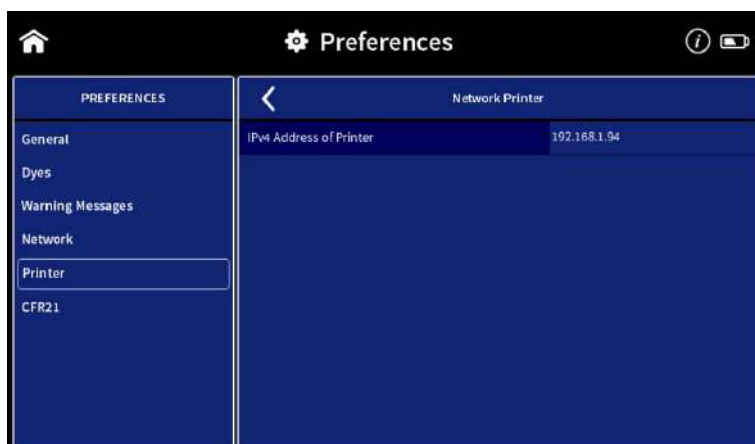 Preferences
PREFERENCES
General
Dyes
Warning Messages
Network
Printer
CFR21
Network Printer
IPv4 Address of Printer 192.168.1.94